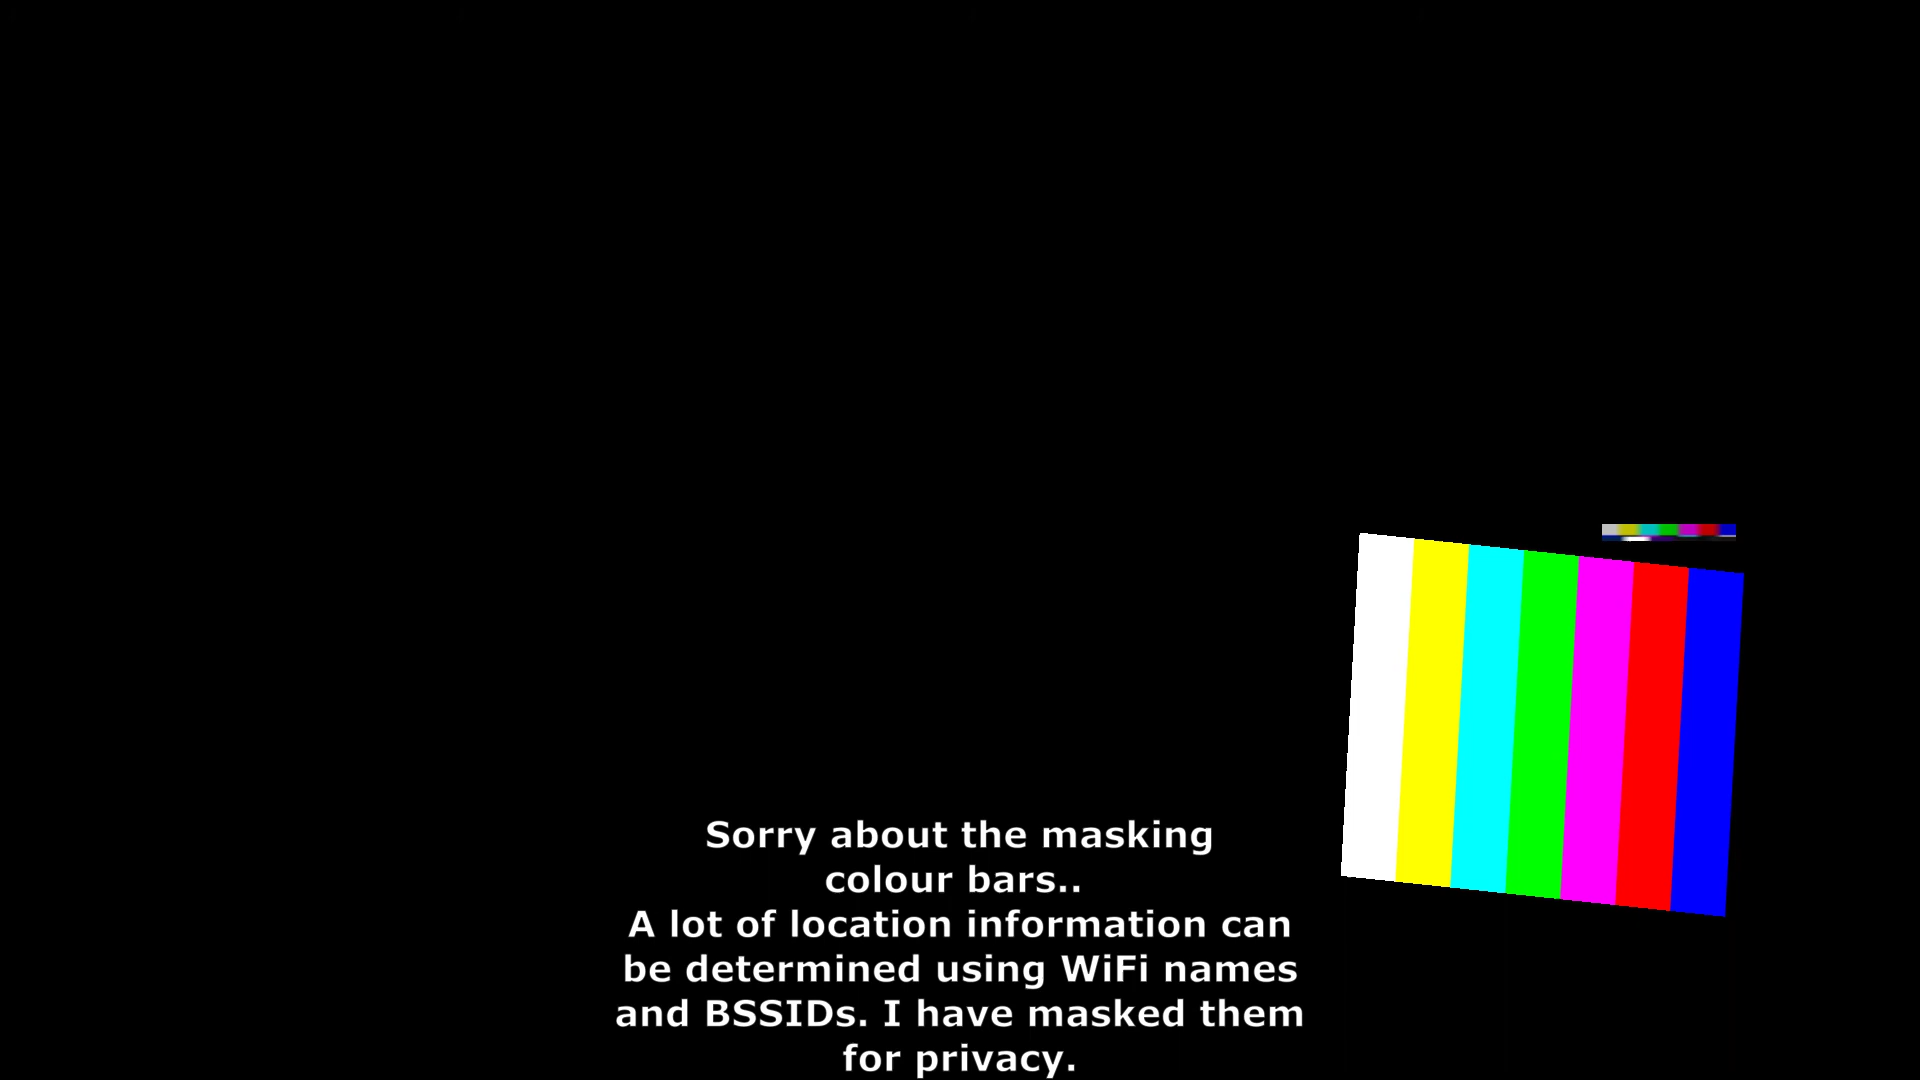 Sorry about the masking
colour bars..
A lot of location information can
be determined using WiFi names
and BSSIDs. I have masked them
for privacy.